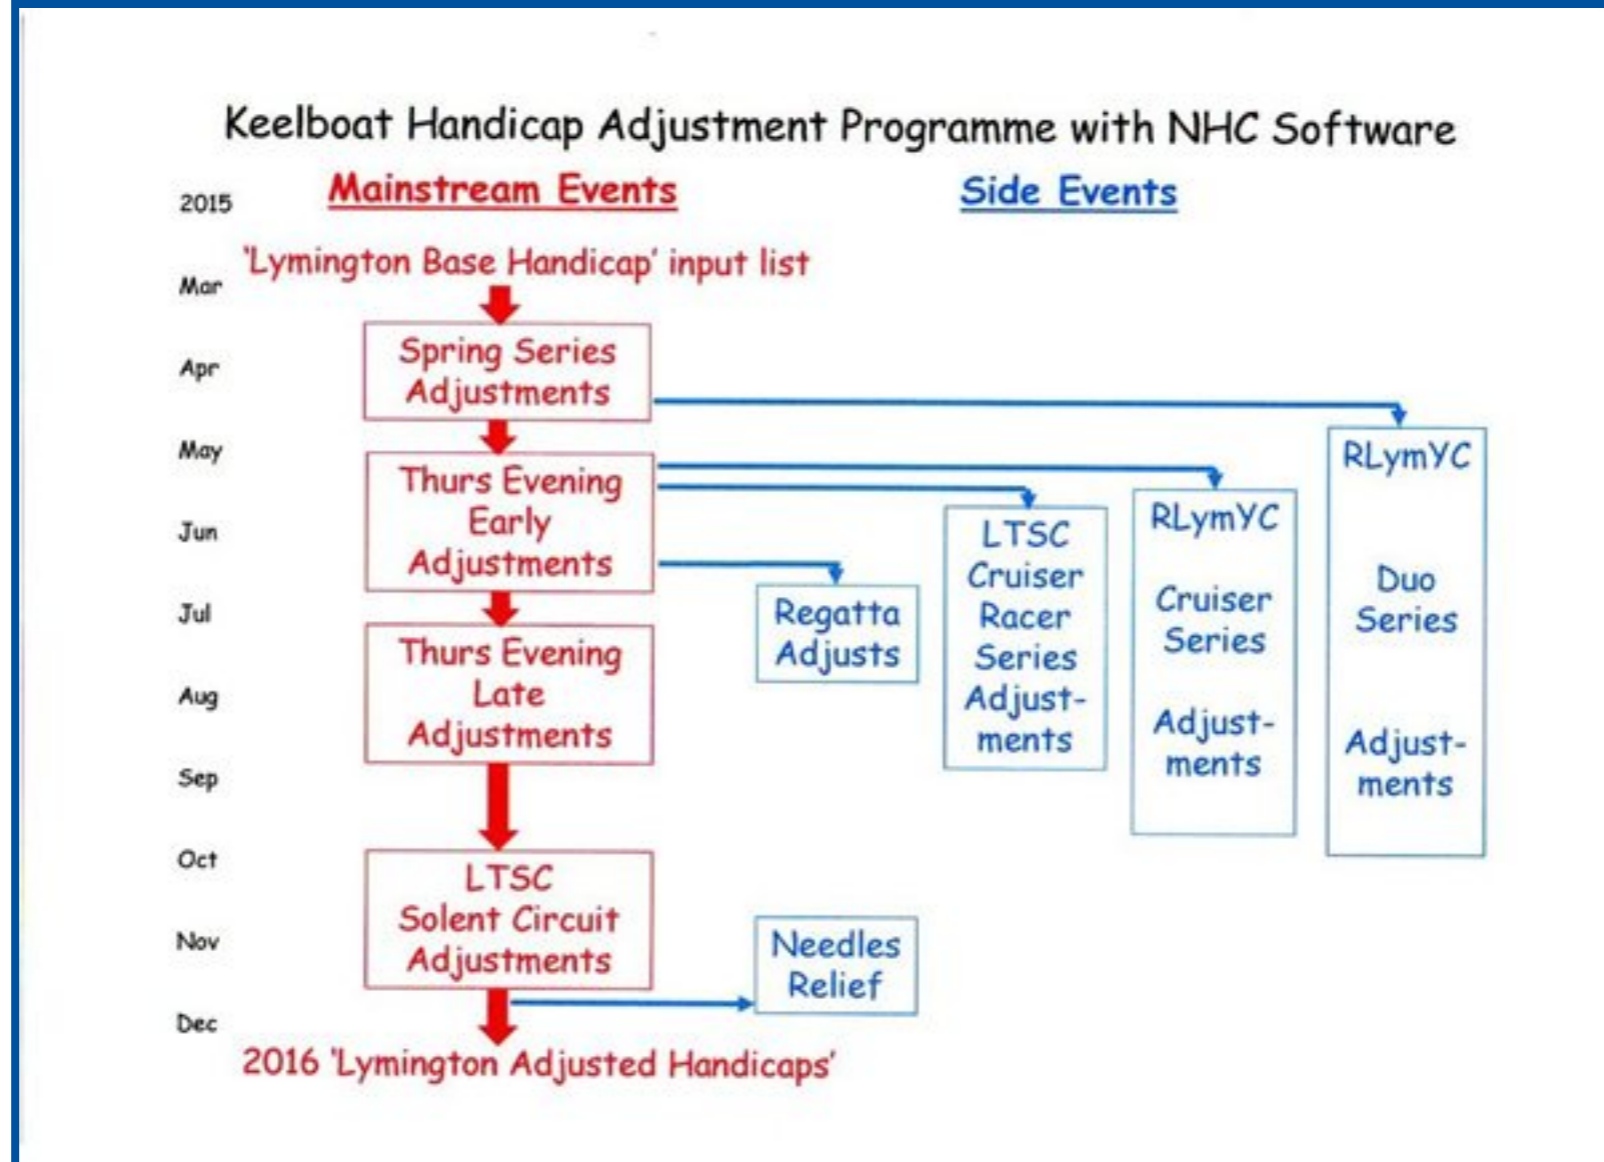 Keelboat Handicap Adjustment Programme with NHC Software
Mainstream Events
Side Events
2015
'Lymington Base Handicap' input list
Mar
Spring Series
Adjustments
Apr
May
Thurs Evening
Early
Adjustments
Jun
Jul
Thurs Evening
Late
Adjustments
Aug
Sep
Oct
LTSC
Solent Circuit
Adjustments
Nov
Dec
2016 'Lymington Adjusted Handicaps'
Regatta
Adjusts
LTSC
Cruiser
Racer
Series
Adjust-
ments
RLymYC
Cruiser
Series
Adjust-
ments
RLymYC
Duo
Series
Adjust-
ments
Needles
Relief